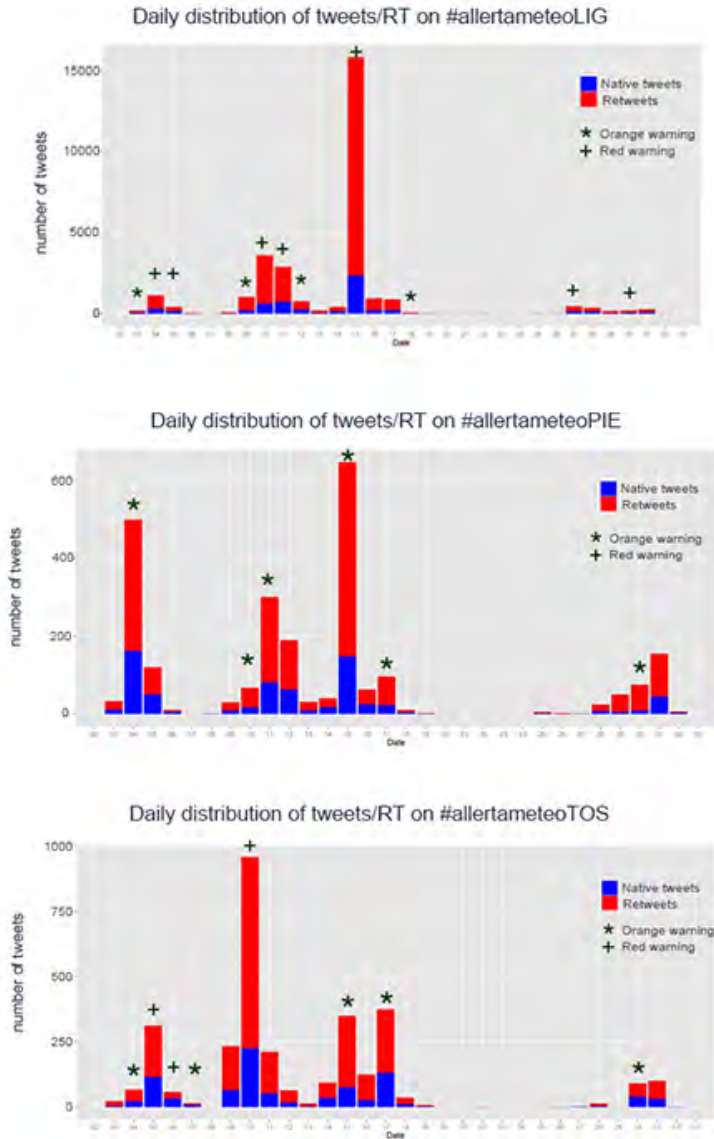 Daily distribution of tweets/RT on #allertameteoLIG
number of tweets
15000
10000
5000
0
Native tweets
Retweets
Orange warning
Red warning
Date
Daily distribution of tweets/RT on #allertameteoPIE
number of tweets
600
400
200
0
Native tweets
Retweets
Orange warning
Red warning
Date
Daily distribution of tweets/RT on #allertameteoTOS
number of tweets
1000
750
500
250
0
Native tweets
Retweets
Orange warning
Red warning
Date